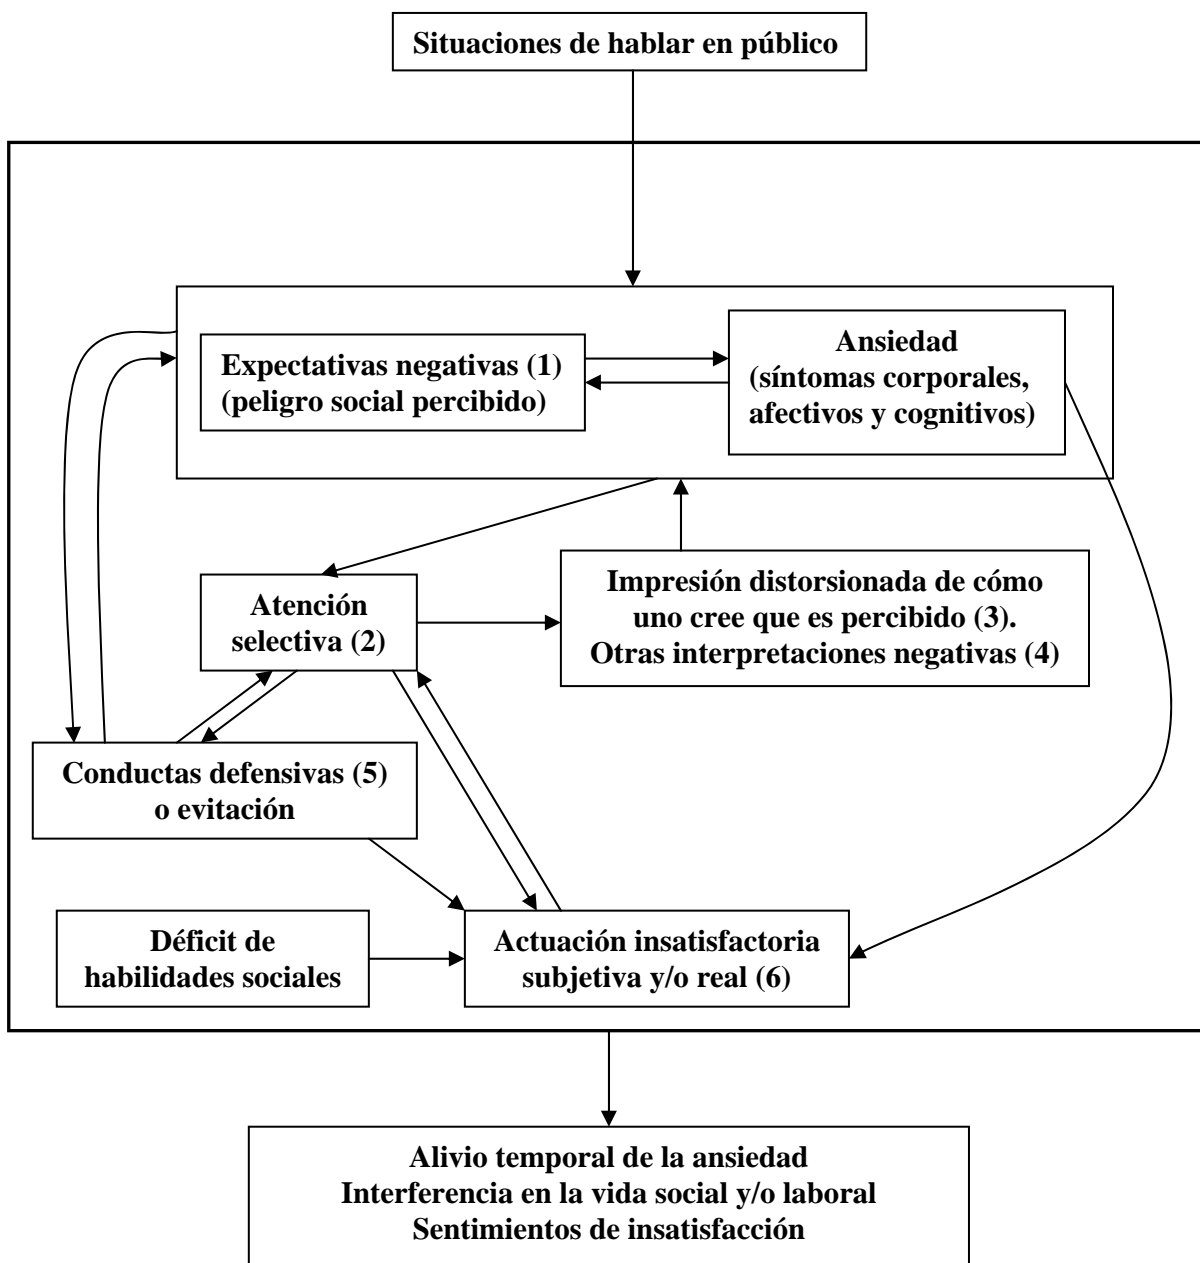 Situaciones de hablar en público
Expectativas negativas (1)
(peligro social percibido)
Ansiedad
(síntomas corporales,
afectivos y cognitivos)
Atención
selectiva (2)
Impresión distorsionada de cómo
uno cree que es percibido (3).
Otras interpretaciones negativas (4)
Conductas defensivas (5)
o evitación
Déficit de
habilidades sociales
Actuación insatisfactoria
subjetiva y/o real (6)
Alivio temporal de la ansiedad
Interferencia en la vida social y/o laboral
Sentimientos de insatisfacción